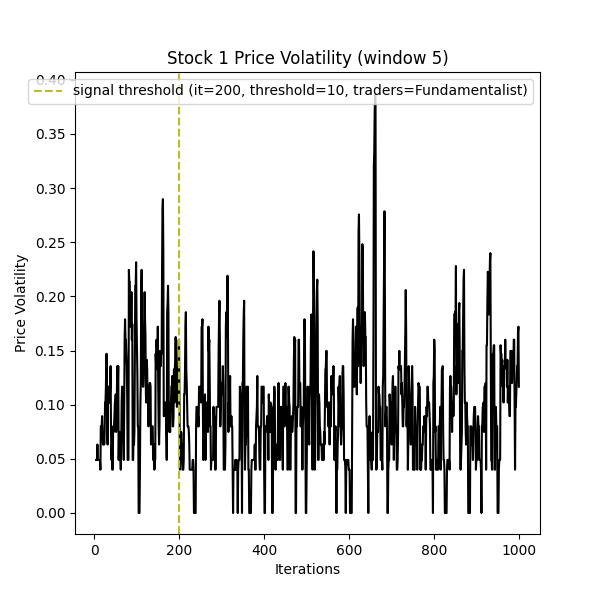 Stock 1 Price Volatility (window 5)
0.40
signal threshold (it=200, threshold=10, traders=Fundamentalist)
0.35
0.30
0.25
0.20
0.15
0.10
0.05
0.00
Price Volatility
0 200 400 600 800 1000
Iterations